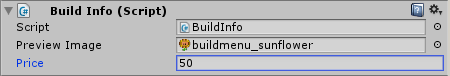 Build Info (Script)
Script BuildInfo
Preview Image buildmenu_sunflower
Price 50